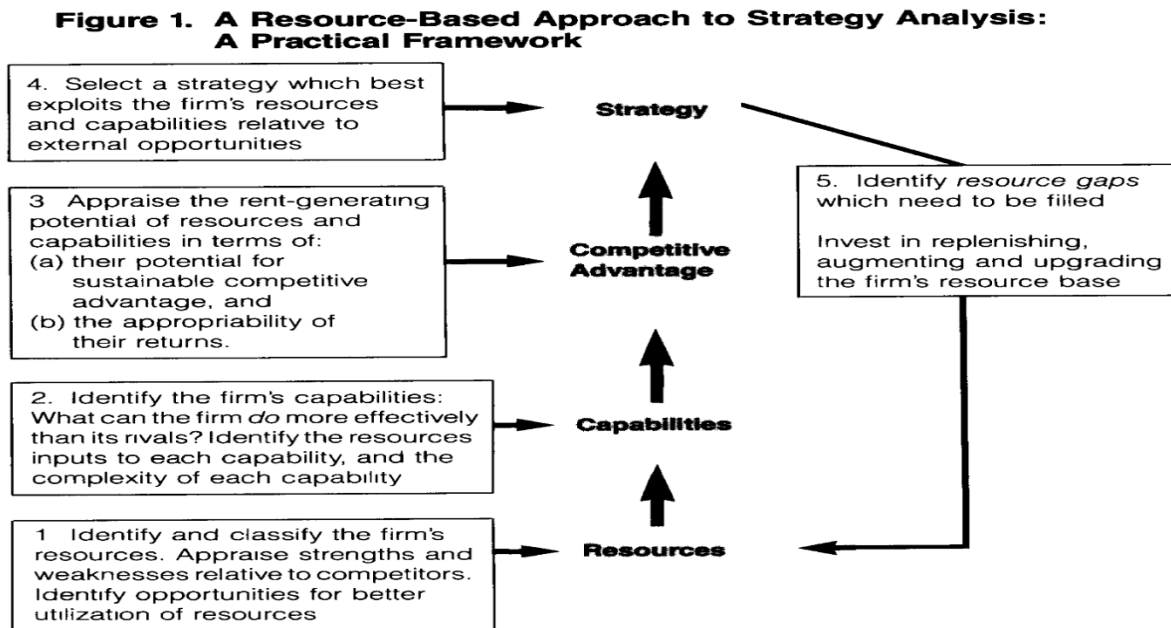 Figure 1. A Resource-Based Approach to Strategy Analysis:
A Practical Framework
4. Select a strategy which best
exploits the firm's resources
and capabilities relative to
external opportunities
Strategy
3 Appraise the rent-generating
potential of resources and
capabilities in terms of:
(a) their potential for
sustainable competitive
advantage, and
(b) the appropriability of
their returns.
Competitive
Advantage
5. Identify resource gaps
which need to be filled
Invest in replenishing,
augmenting and upgrading
the firm's resource base
2. Identify the firm's capabilities:
What can the firm do more effectively
than its rivals? Identify the resources
inputs to each capability, and the
complexity of each capability
Capabilities
1 Identify and classify the firm's
resources. Appraise strengths and
weaknesses relative to competitors.
Identify opportunities for better
utilization of resources
Resources